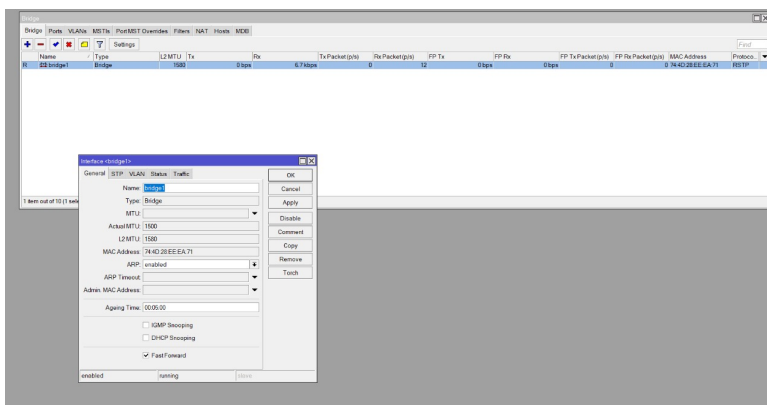 Bridge
Bridge Ports VLANs MSTIs Port MST Overrides Filters NAT Hosts MDB
Settings Find
Name Type L2 MTU Tx Rx Tx Packet (p/s) Rx Packet (p/s) FP Tx FP Rx FP Tx Packet (p/s) FP Rx Packet (p/s) MAC Address Protoco...
R bridge1 Bridge 1580 0 bps 6.7 kbps 0 12 0 bps 0 bps 0 0 74:4D:28:EE:EA:71 RSTP
1 item out of 10 (1 sele
Interface <bridge1>
General STP VLAN Status Traffic
Name: bridge1
Type: Bridge
MTU:
Actual MTU: 1500
L2 MTU: 1580
MAC Address: 74:4D:28:EE:EA:71
ARP: enabled
ARP Timeout:
Admin. MAC Address:
Ageing Time: 00:05:00
IGMP Snooping
DHCP Snooping
Fast Forward
OK
Cancel
Apply
Disable
Comment
Copy
Remove
Torch
enabled running slave